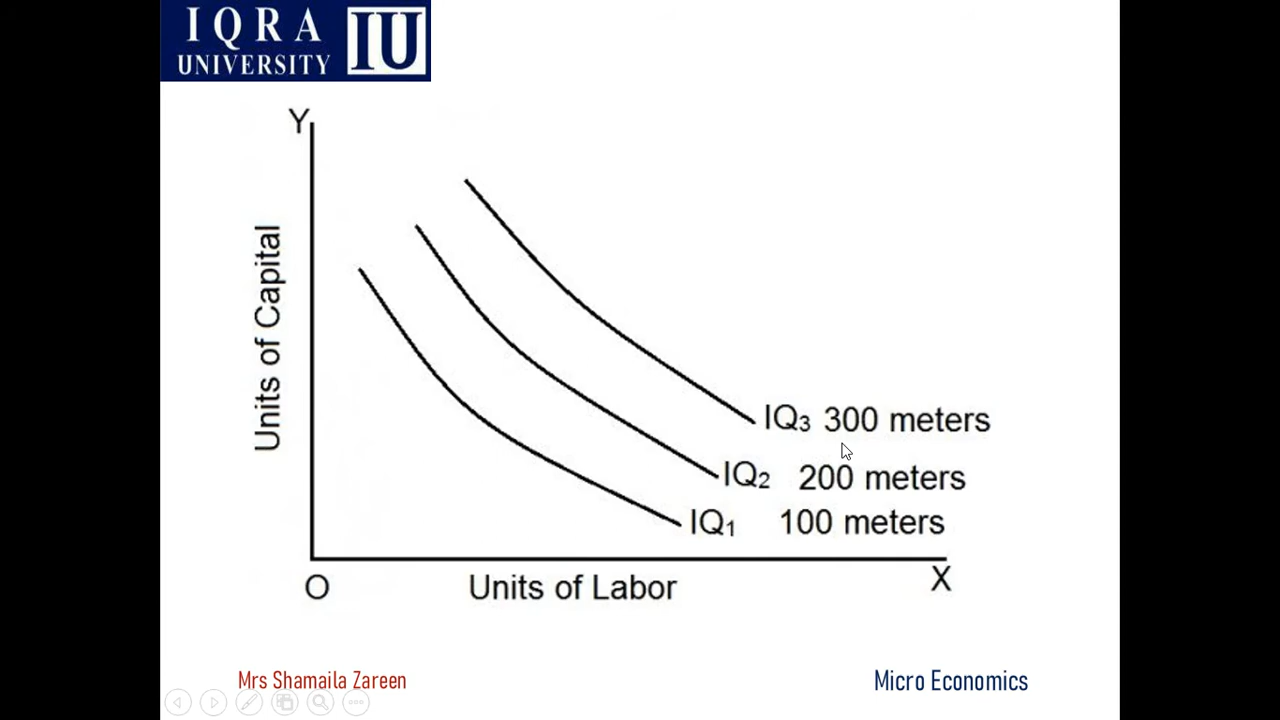 IQRA
UNIVERSITY
IU
Y
Units of Capital
IQ3 300 meters
IQ2 200 meters
IQ1 100 meters
O
Units of Labor
X
Mrs Shamaila Zareen
Micro Economics